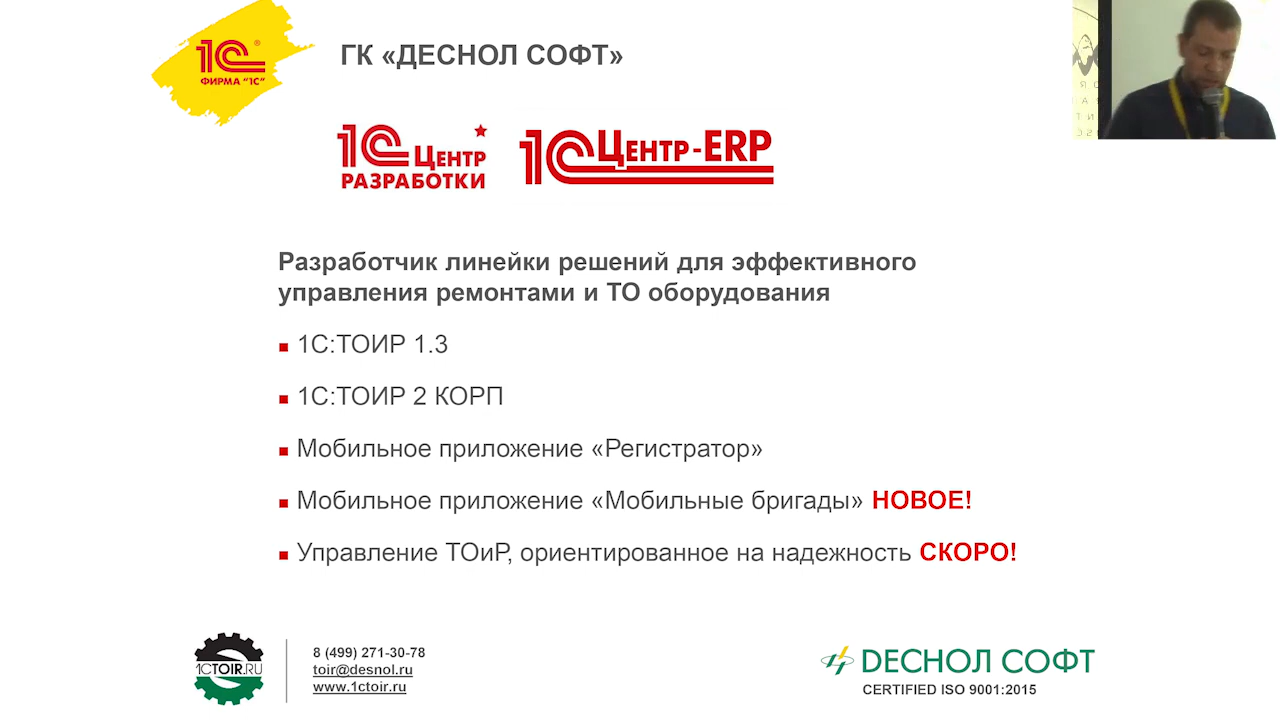 1С®
ФИРМА "1С"
ГК «ДЕСНОЛ СОФТ»
1С ЦЕНТР
РАЗРАБОТКИ
1С ЦЕНТР-ERP
Разработчик линейки решений для эффективного
управления ремонтами и ТО оборудования
1С:ТОИР 1.3
1С:ТОИР 2 КОРП
Мобильное приложение «Регистратор»
Мобильное приложение «Мобильные бригады» НОВОЕ!
Управление ТОиР, ориентированное на надежность СКОРО!
1CTOIR.RU
8 (499) 271-30-78
toir@desnol.ru
www.1ctoir.ru
DЕСНОЛ СОФТ
CERTIFIED ISO 9001:2015